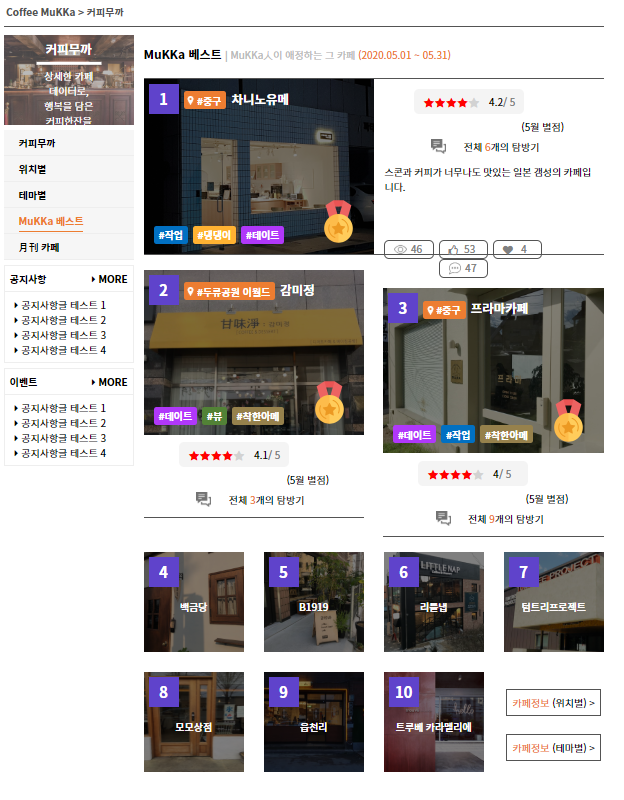 Coffee MuKKa > 커피무까
커피무까
상세한 카페
데이터로,
행복을 담은
커피한잔을
커피무까
위치별
테마별
MuKKa 베스트
월刊 카페
공지사항 MORE
공지사항글 테스트 1
공지사항글 테스트 2
공지사항글 테스트 3
공지사항글 테스트 4
이벤트 MORE
공지사항글 테스트 1
공지사항글 테스트 2
공지사항글 테스트 3
공지사항글 테스트 4
MuKKa 베스트 | MuKKa人이 애정하는 그 카페 (2020.05.01 ~ 05.31)
1 #중구 차니노유메
#작업 #댕댕이 #데이트
4.2/ 5
(5월 별점)
전체 6개의 탐방기
스콘과 커피가 너무나도 맛있는 일본 갬성의 카페입
니다.
46 53 4
47
2 #두류공원 이월드 감미정
甘味淨
#데이트 #뷰 #착한아메
4.1/ 5
(5월 별점)
전체 3개의 탐방기
3 #중구 프라마카페
프라마
#데이트 #작업 #착한아메
4/ 5
(5월 별점)
전체 9개의 탐방기
4 백금당
5 B1919
6 LITTLE NAP
리틀냅
7 COFFEE PROJECT
텀트리프로젝트
8 모모상점
9 읍천리
10 트루베 카라멜리에
카페정보 (위치별) >
카페정보 (테마별) >